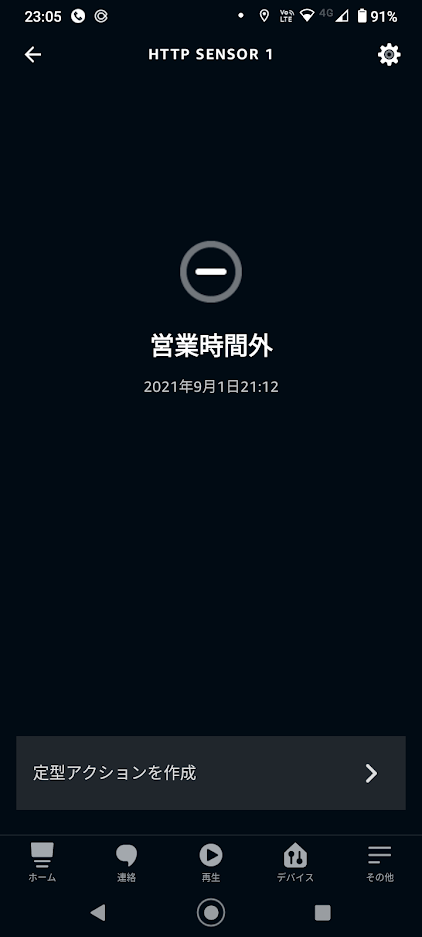 23:05 VoLTE 4G 91%
HTTP SENSOR 1
営業時間外
2021年9月1日21:12
定型アクションを作成
ホーム 連絡 再生 デバイス その他